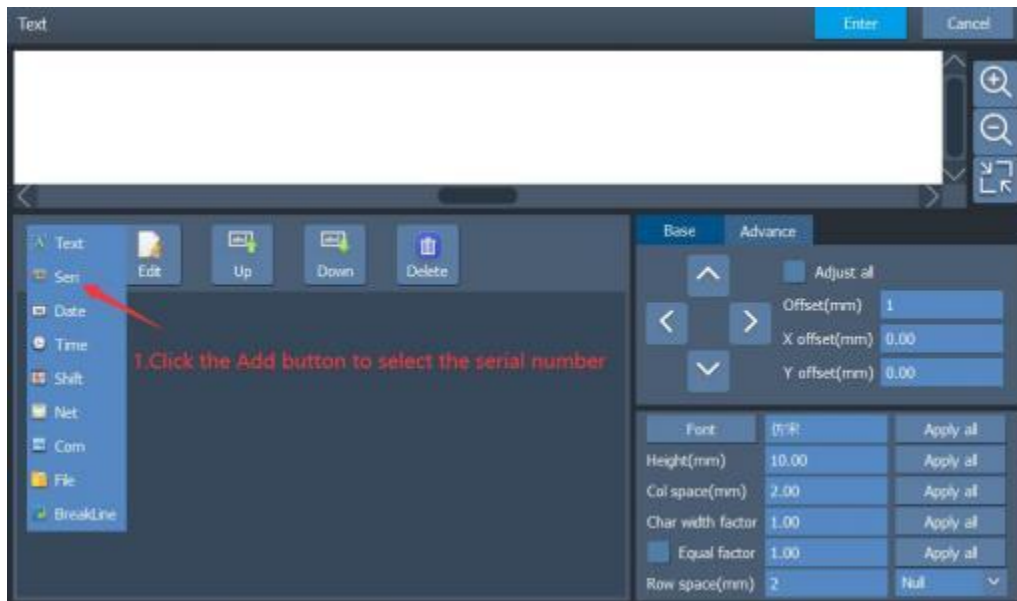 Text Enter Cancel
Text
Seri
Date
Time
Shift
Net
Com
File
BreakLine
Edit Up Down Delete
1.Click the Add button to select the serial number
Base Advance
Adjust all
Offset(mm) 1
X offset(mm) 0.00
Y offset(mm) 0.00
Font 仿宋 Apply all
Height(mm) 10.00 Apply all
Col space(mm) 2.00 Apply all
Char width factor 1.00 Apply all
Equal factor 1.00 Apply all
Row space(mm) 2 Null